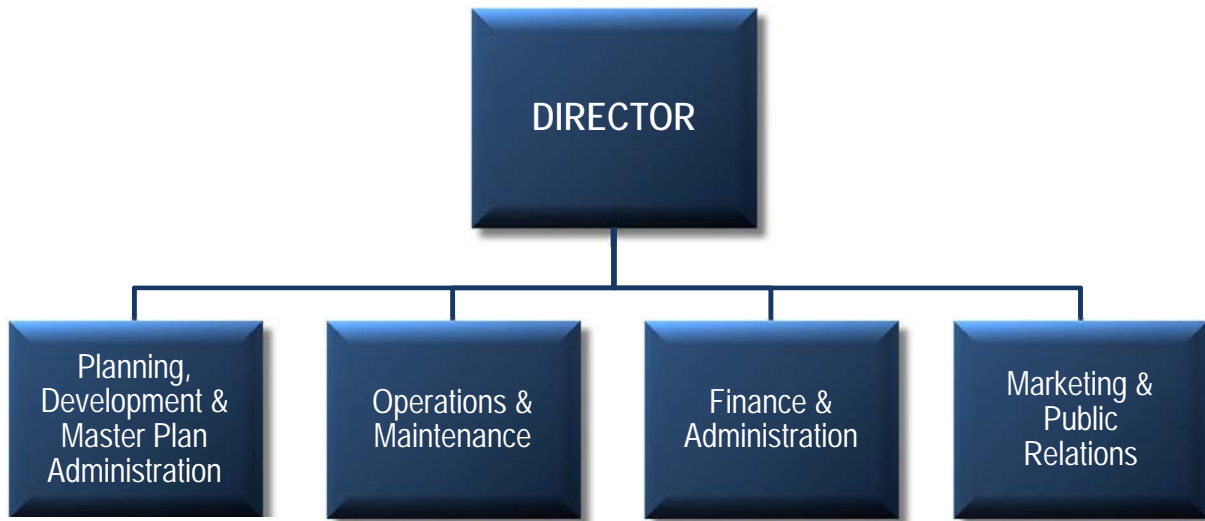 DIRECTOR
Planning,
Development &
Master Plan
Administration
Operations &
Maintenance
Finance &
Administration
Marketing &
Public
Relations